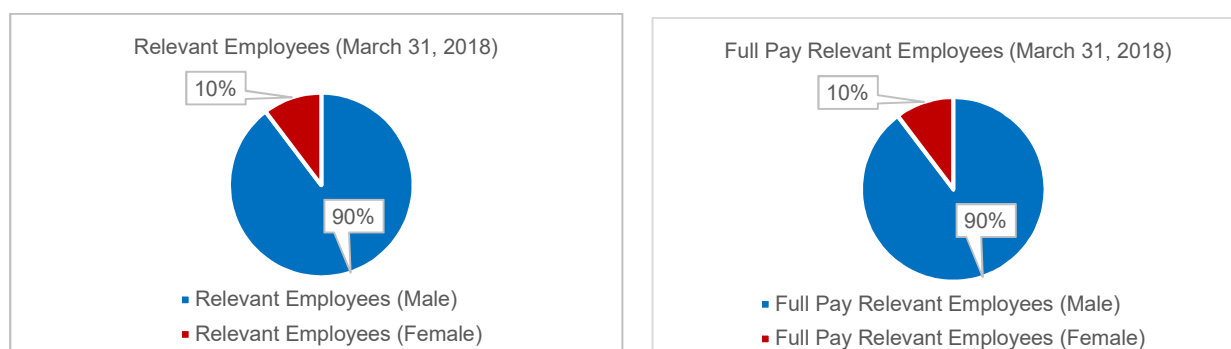 Relevant Employees (March 31, 2018)
10%
90%
Relevant Employees (Male)
Relevant Employees (Female)
Full Pay Relevant Employees (March 31, 2018)
10%
90%
Full Pay Relevant Employees (Male)
Full Pay Relevant Employees (Female)